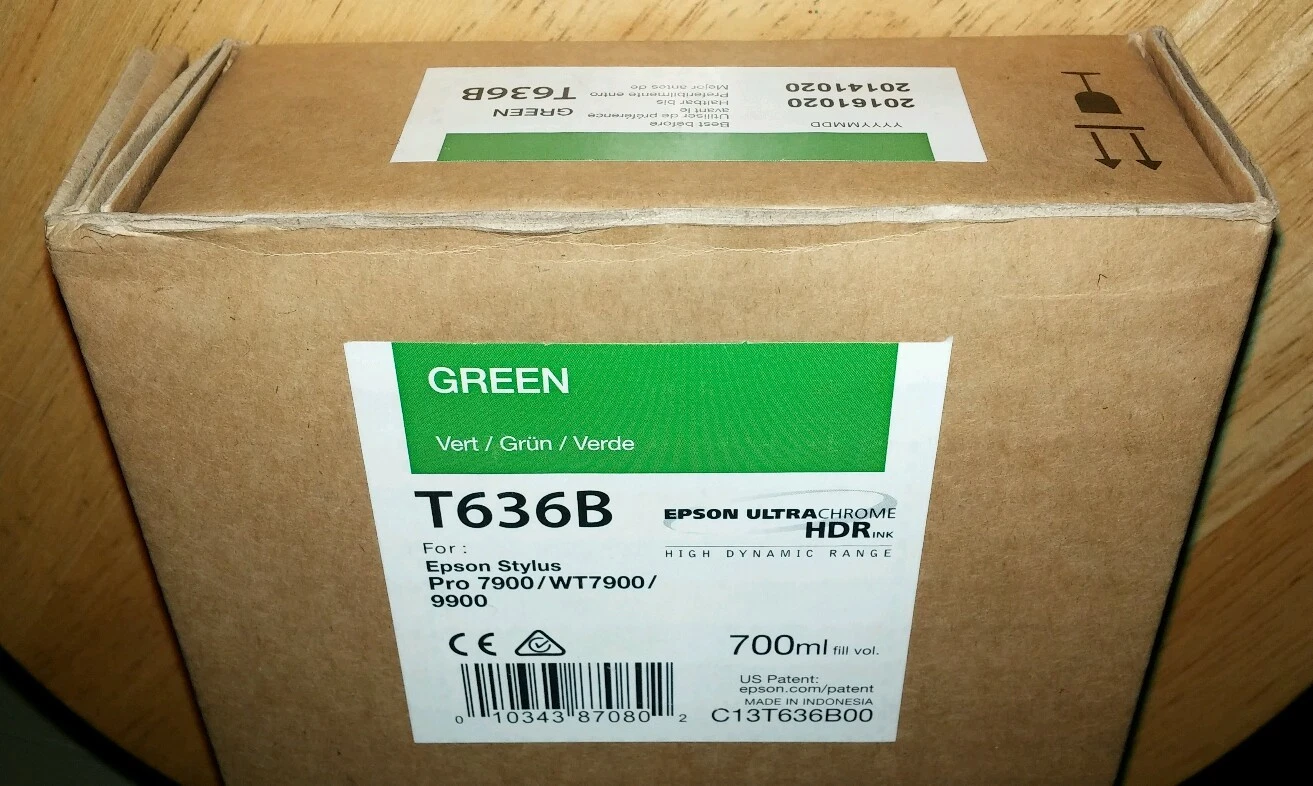 YYYYMMDD
20161020
20141020
Best before
Utiliser de préférence
avant le
Haltbar bis
Preferiblimente entro
Mejor antes de
GREEN
T636B
GREEN
Vert / Grün / Verde
T636B
EPSON ULTRACHROME
HDR INK
HIGH DYNAMIC RANGE
For :
Epson Stylus
Pro 7900/WT7900/
9900
CE
700ml fill vol.
US Patent:
epson.com/patent
MADE IN INDONESIA
C13T636B00
0 10343 87080 2